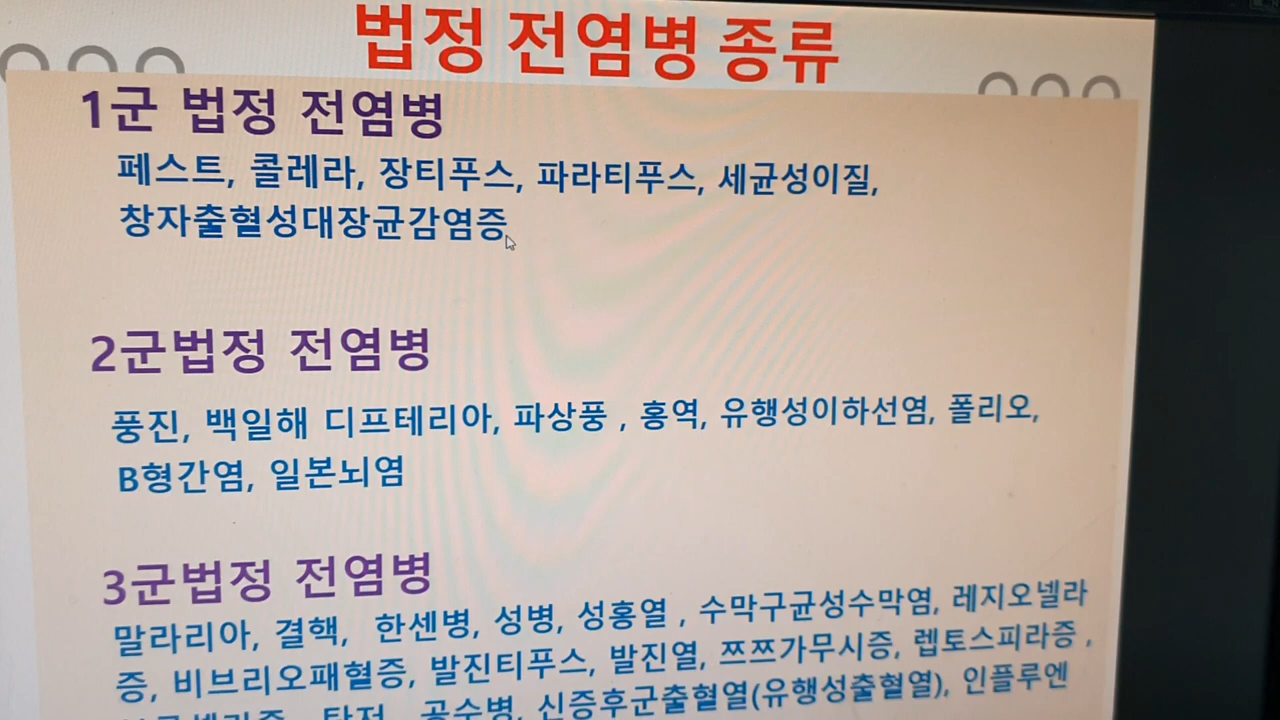 법정 전염병 종류
1군 법정 전염병
페스트, 콜레라, 장티푸스, 파라티푸스, 세균성이질,
창자출혈성대장균감염증
2군법정 전염병
풍진, 백일해 디프테리아, 파상풍 , 홍역, 유행성이하선염, 폴리오,
B형간염, 일본뇌염
3군법정 전염병
말라리아, 결핵, 한센병, 성병, 성홍열 , 수막구균성수막염, 레지오넬라
증, 비브리오패혈증, 발진티푸스, 발진열, 쯔쯔가무시증, 렙토스피라증 ,
공수병, 신증후군출혈열(유행성출혈열), 인플루엔